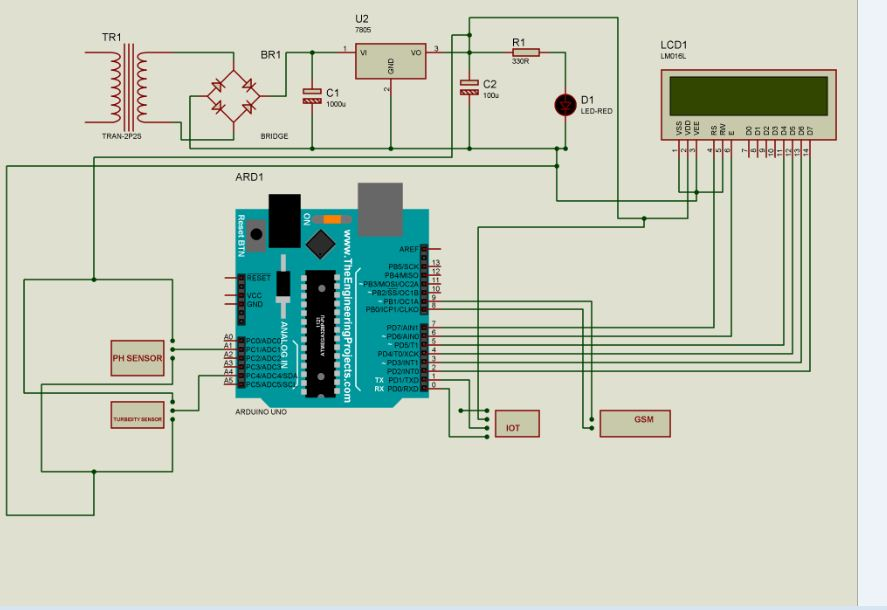 TR1
TRAN-2P2S
BR1
BRIDGE
C1
1000u
U2
7805
1
VI
VO
3
GND
2
C2
100u
R1
330R
D1
LED-RED
LCD1
LM016L
VSS
VDD
VEE
RS
RW
E
D0
D1
D2
D3
D4
D5
D6
D7
1
2
3
4
5
6
7
8
9
10
11
12
13
14
ARD1
Reset BTN
ON
www.TheEngineeringProjects.com
ANALOG IN
ATMEGA328P-PU
1121
AREF
PB5/SCK
13
PB4/MISO
12
~PB3/MOSI/OC2A
11
~PB2/SS/OC1B
10
~PB1/OC1A
9
PB0/ICP1/CLKO
8
PD7/AIN1
7
~PD6/AIN0
6
~PD5/T1
5
PD4/T0/XCK
4
~PD3/INT1
3
PD2/INT0
2
TX PD1/TXD
1
RX PD0/RXD
0
RESET
VCC
GND
A0
PC0/ADC0
A1
PC1/ADC1
A2
PC2/ADC2
A3
PC3/ADC3
A4
PC4/ADC4/SDA
A5
PC5/ADC5/SCL
ARDUINO UNO
PH SENSOR
TURBEDITY SENSOR
IOT
GSM